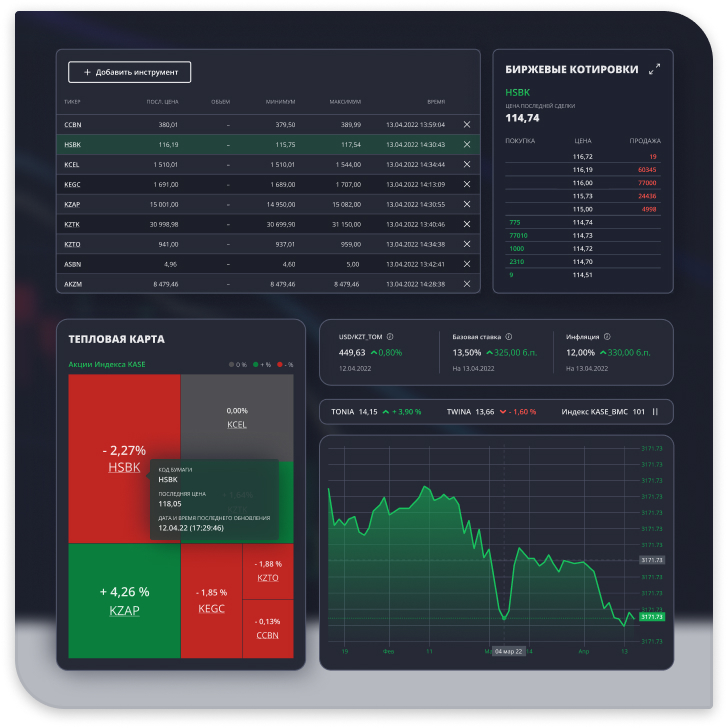 + Добавить инструмент
ТИКЕР ПОСЛ. ЦЕНА ОБЪЕМ МИНИМУМ МАКСИМУМ ВРЕМЯ
CCBN 380,01 – 379,50 389,99 13.04.2022 13:59:04
HSBK 116,19 – 115,75 117,54 13.04.2022 14:30:43
KCEL 1 510,01 – 1 510,01 1 544,00 13.04.2022 14:34:44
KEGC 1 691,00 – 1 689,00 1 707,00 13.04.2022 14:13:09
KZAP 15 001,00 – 14 950,00 15 082,00 13.04.2022 14:30:55
KZTK 30 998,98 – 30 699,90 31 150,00 13.04.2022 13:40:46
KZTO 941,00 – 937,01 959,00 13.04.2022 14:34:38
ASBN 4,96 – 4,60 5,00 13.04.2022 13:42:41
AKZM 8 479,46 – 8 479,46 8 479,46 13.04.2022 14:28:38
БИРЖЕВЫЕ КОТИРОВКИ
HSBK
ЦЕНА ПОСЛЕДНЕЙ СДЕЛКИ
114,74
ПОКУПКА ЦЕНА ПРОДАЖА
116,72 19
116,19 60345
116,00 77000
115,73 24436
115,00 4998
775 114,74
77010 114,73
1000 114,72
2310 114,70
9 114,51
ТЕПЛОВАЯ КАРТА
Акции Индекса KASE 0 % + % - %
0,00%
KCEL
- 2,27%
HSBK
КОД БУМАГИ
HSBK
ПОСЛЕДНЯЯ ЦЕНА
118,05
ДАТА И ВРЕМЯ ПОСЛЕДНЕГО ОБНОВЛЕНИЯ
12.04.22 (17:29:46)
+ 4,26 %
KZAP
- 1,85 %
KEGC
- 1,88 %
KZTO
- 0,13%
CCBN
USD/KZT_TOM
449,63 0,80%
12.04.2022
Базовая ставка
13,50% 325,00 б.п.
На 13.04.2022
Инфляция
12,00% 330,00 б.п.
На 13.04.2022
TONIA 14,15 + 3,90 % TWINA 13,66 - 1,60 % Индекс KASE_BMC 101
3171,73
3171,73
3171,73
3171,73
3171,73
3171,73
3171,73
3171,73
3171,73
3171,73
3171,73
3171,73
3171,73
19 Фев 11 04 мар 22 14 Апр 13